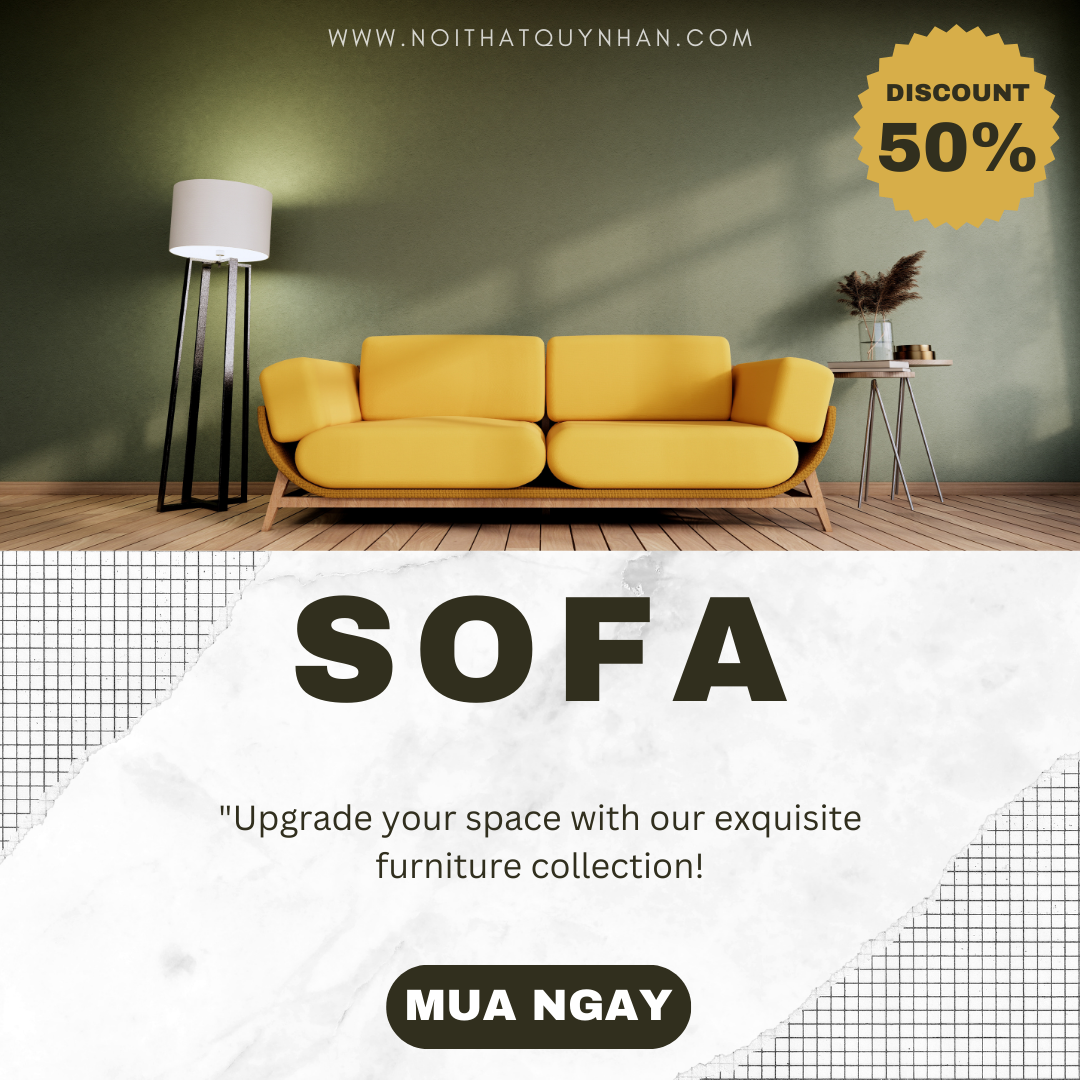 WWW.NOITHATQUYNHAN.COM
DISCOUNT
50%
SOFA
"Upgrade your space with our exquisite
furniture collection!
MUA NGAY